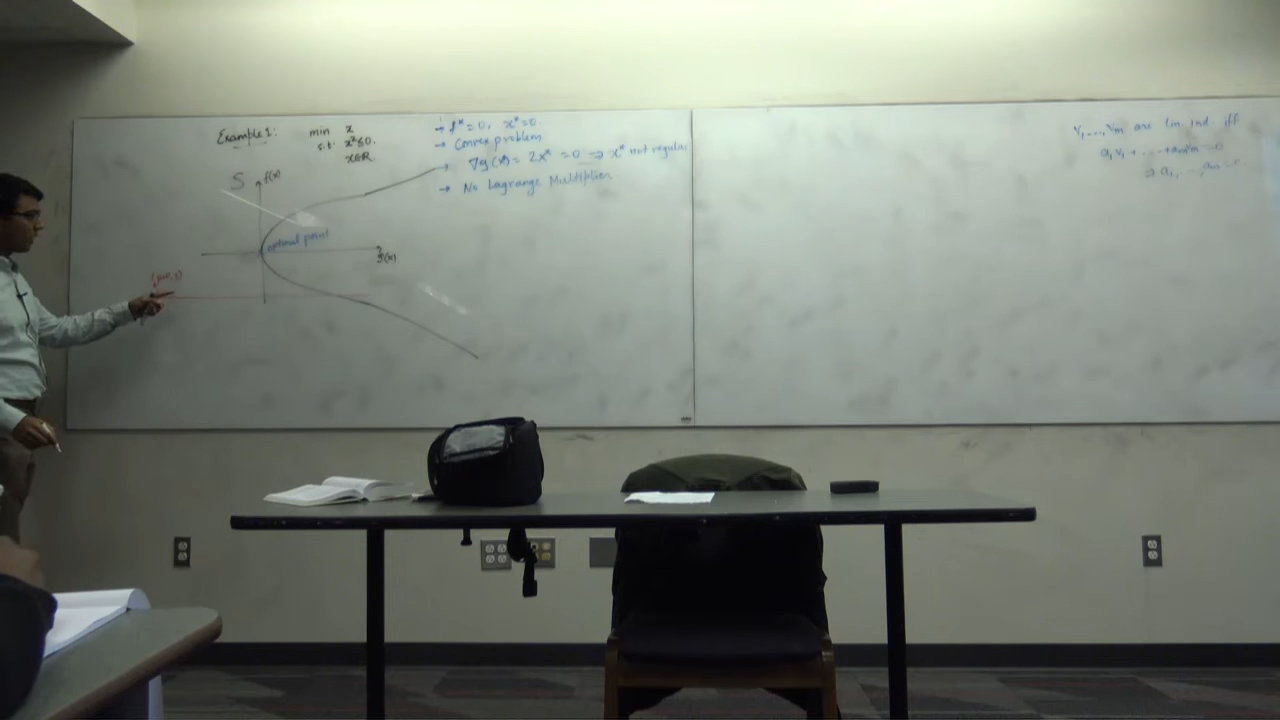 Example 1:
min x
s.t. x² ≤ 0.
x∈R
→ f* = 0, x* = 0.
→ Convex problem
→ ∇g(x*) = 2x* = 0 ⇒ x* not regular
→ No Lagrange Multiplier
S
f(x)
optimal point
g(x)
V₁,...,Vm are lin. ind. iff
a₁V₁ + ... + amVm = 0
⇒ a₁, ..., am = 0